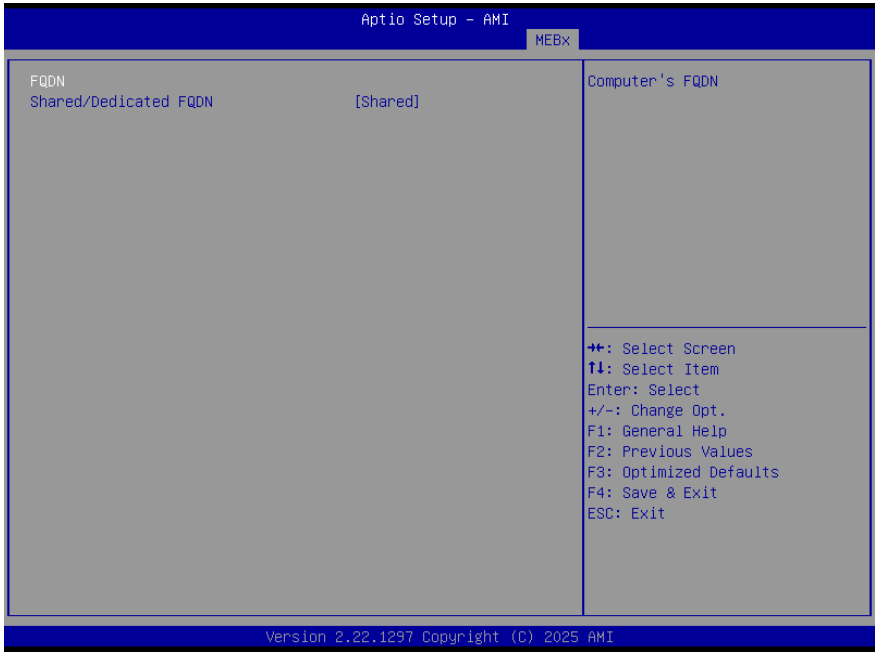 Aptio Setup – AMI
MEBx
FQDN
Shared/Dedicated FQDN [Shared]
Computer's FQDN
→←: Select Screen
↑↓: Select Item
Enter: Select
+/-: Change Opt.
F1: General Help
F2: Previous Values
F3: Optimized Defaults
F4: Save & Exit
ESC: Exit
Version 2.22.1297 Copyright (C) 2025 AMI